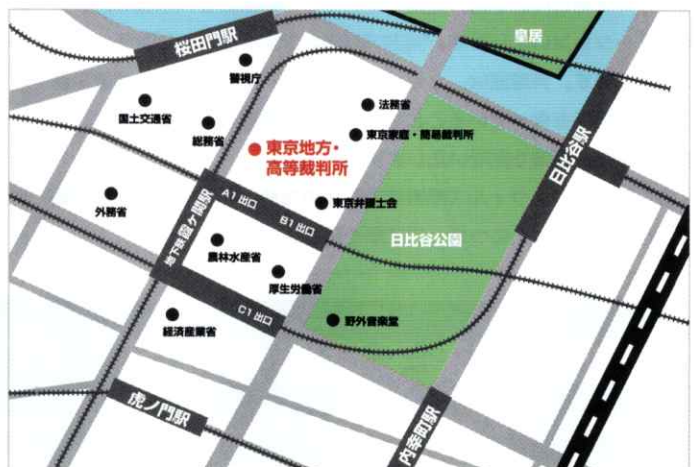 皇居
桜田門駅
警視庁
国土交通省
総務省
法務省
東京家庭・簡易裁判所
東京地方・
高等裁判所
日比谷駅
外務省
地下鉄霞ヶ関駅
A1出口
B1出口
東京弁護士会
日比谷公園
農林水産省
厚生労働省
C1出口
経済産業省
野外音楽堂
虎ノ門駅
内幸町駅